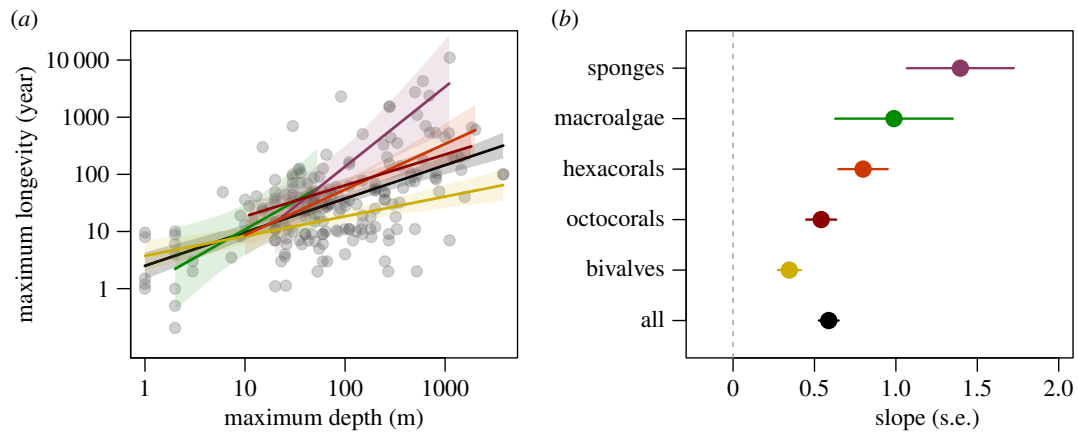 (a)
maximum longevity (year)
10 000
1000
100
10
1
1
10
100
1000
maximum depth (m)
(b)
sponges
macroalgae
hexacorals
octocorals
bivalves
all
0
0.5
1.0
1.5
2.0
slope (s.e.)